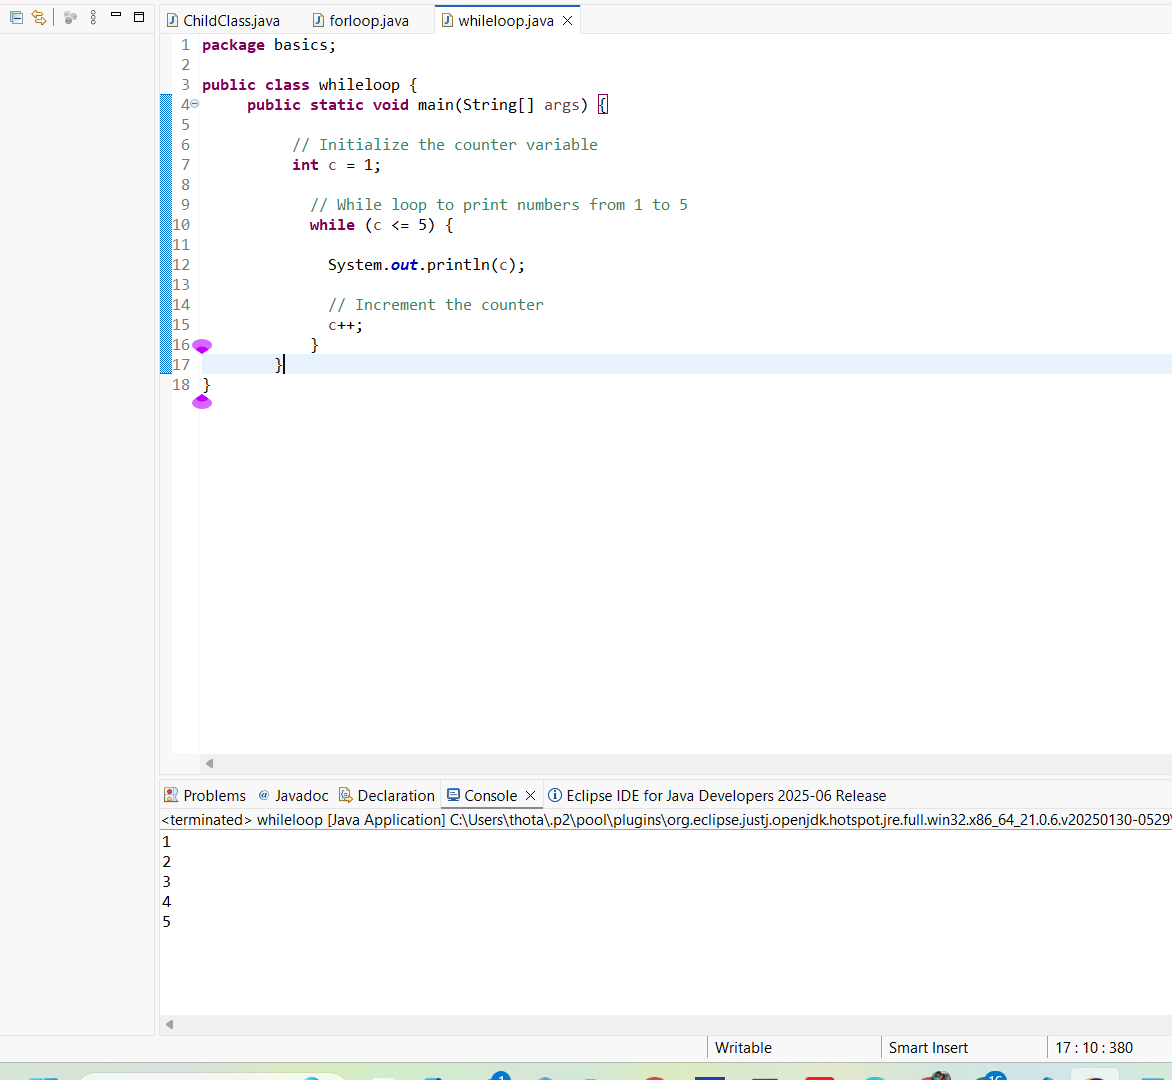 ChildClass.java forloop.java whileloop.java
1 package basics;
2
3 public class whileloop {
4 public static void main(String[] args) {
5
6 // Initialize the counter variable
7 int c = 1;
8
9 // While loop to print numbers from 1 to 5
10 while (c <= 5) {
11
12 System.out.println(c);
13
14 // Increment the counter
15 c++;
16 }
17 }
18 }
Problems @ Javadoc Declaration Console Eclipse IDE for Java Developers 2025-06 Release
<terminated> whileloop [Java Application] C:\Users\thota\.p2\pool\plugins\org.eclipse.justj.openjdk.hotspot.jre.full.win32.x86_64_21.0.6.v20250130-0529\
1
2
3
4
5
Writable Smart Insert 17 : 10 : 380